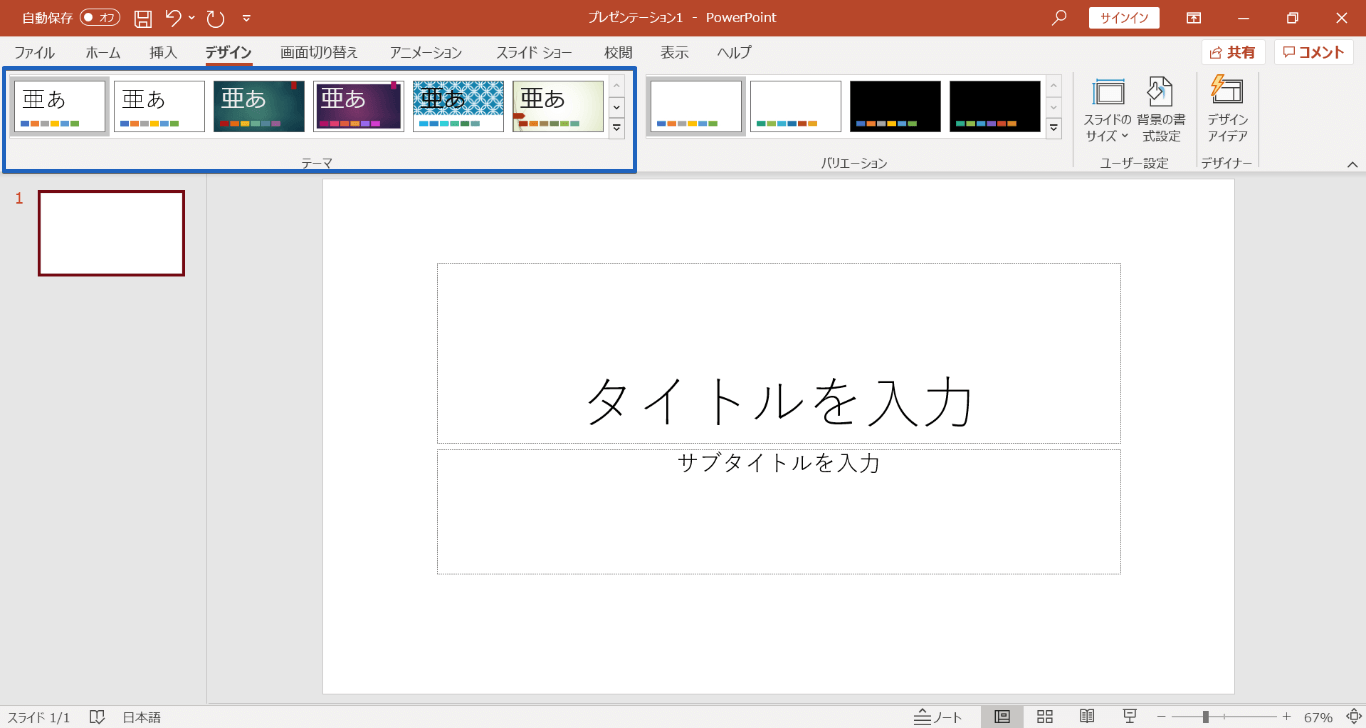 自動保存 オフ プレゼンテーション1 - PowerPoint サインイン
ファイル ホーム 挿入 デザイン 画面切り替え アニメーション スライド ショー 校閲 表示 ヘルプ 共有 コメント
亜あ 亜あ 亜あ 亜あ 亜あ 亜あ
スライドの サイズ
背景の書 式設定
デザイン アイデア
テーマ バリエーション ユーザー設定 デザイナー
1
タイトルを入力
サブタイトルを入力
スライド 1/1 日本語 ノート 67%